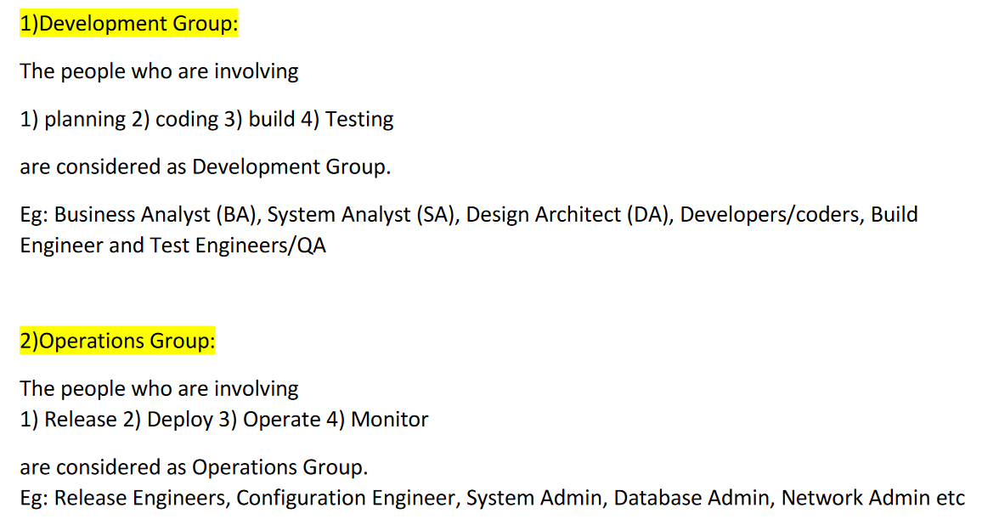 1)Development Group:
The people who are involving
1) planning 2) coding 3) build 4) Testing
are considered as Development Group.
Eg: Business Analyst (BA), System Analyst (SA), Design Architect (DA), Developers/coders, Build
Engineer and Test Engineers/QA
2)Operations Group:
The people who are involving
1) Release 2) Deploy 3) Operate 4) Monitor
are considered as Operations Group.
Eg: Release Engineers, Configuration Engineer, System Admin, Database Admin, Network Admin etc